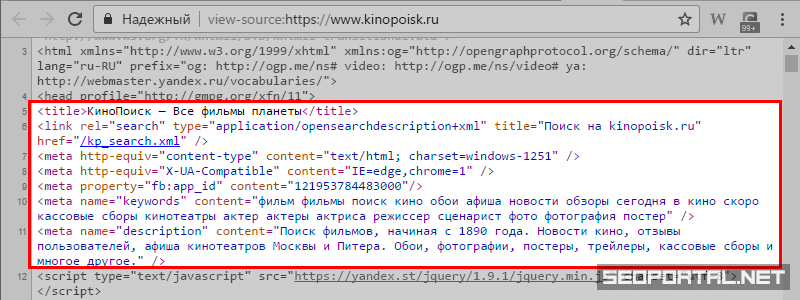 Надежный | view-source:https://www.kinopoisk.ru
W
99+
3 <html xmlns="http://www.w3.org/1999/xhtml" xmlns:og="http://opengraphprotocol.org/schema/" dir="ltr"
lang="ru-RU" prefix="og: http://ogp.me/ns# video: http://ogp.me/ns/video# ya:
http://webmaster.yandex.ru/vocabularies/">
4 <head profile="http://gmpg.org/xfn/11">
5 <title>КиноПоиск — Все фильмы планеты</title>
6 <link rel="search" type="application/opensearchdescription+xml" title="Поиск на kinopoisk.ru"
href="/kp_search.xml" />
7 <meta http-equiv="content-type" content="text/html; charset=windows-1251" />
8 <meta http-equiv="X-UA-Compatible" content="IE=edge,chrome=1" />
9 <meta property="fb:app_id" content="121953784483000"/>
10 <meta name="keywords" content="фильм фильмы поиск кино обои афиша новости обзоры сегодня в кино скоро
кассовые сборы кинотеатры актер актеры актриса режиссер сценарист фото фотография постер" />
11 <meta name="description" content="Поиск фильмов, начиная с 1890 года. Новости кино, отзывы
пользователей, афиша кинотеатров Москвы и Питера. Обои, фотографии, постеры, трейлеры, кассовые сборы и
многое другое." />
12 <script type="text/javascript" src="https://yandex.st/jquery/1.9.1/jquery.min.js
</script>
SEOPORTAL.NET